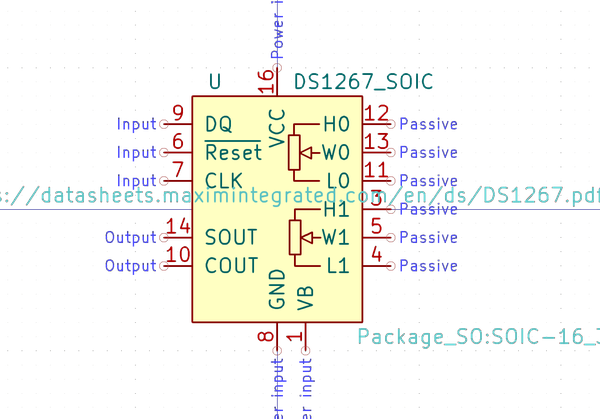 Power i
16
U DS1267_SOIC
Input 9 DQ VCC H0 12 Passive
Input 6 Reset W0 13 Passive
Input 7 CLK L0 11 Passive
s://datasheets.maximintegrated.com/en/ds/DS1267.pdf
H1 3 Passive
Output 14 SOUT W1 5 Passive
Output 10 COUT L1 4 Passive
GND VB
8 1
Package_SO:SOIC-16_
er input
er input